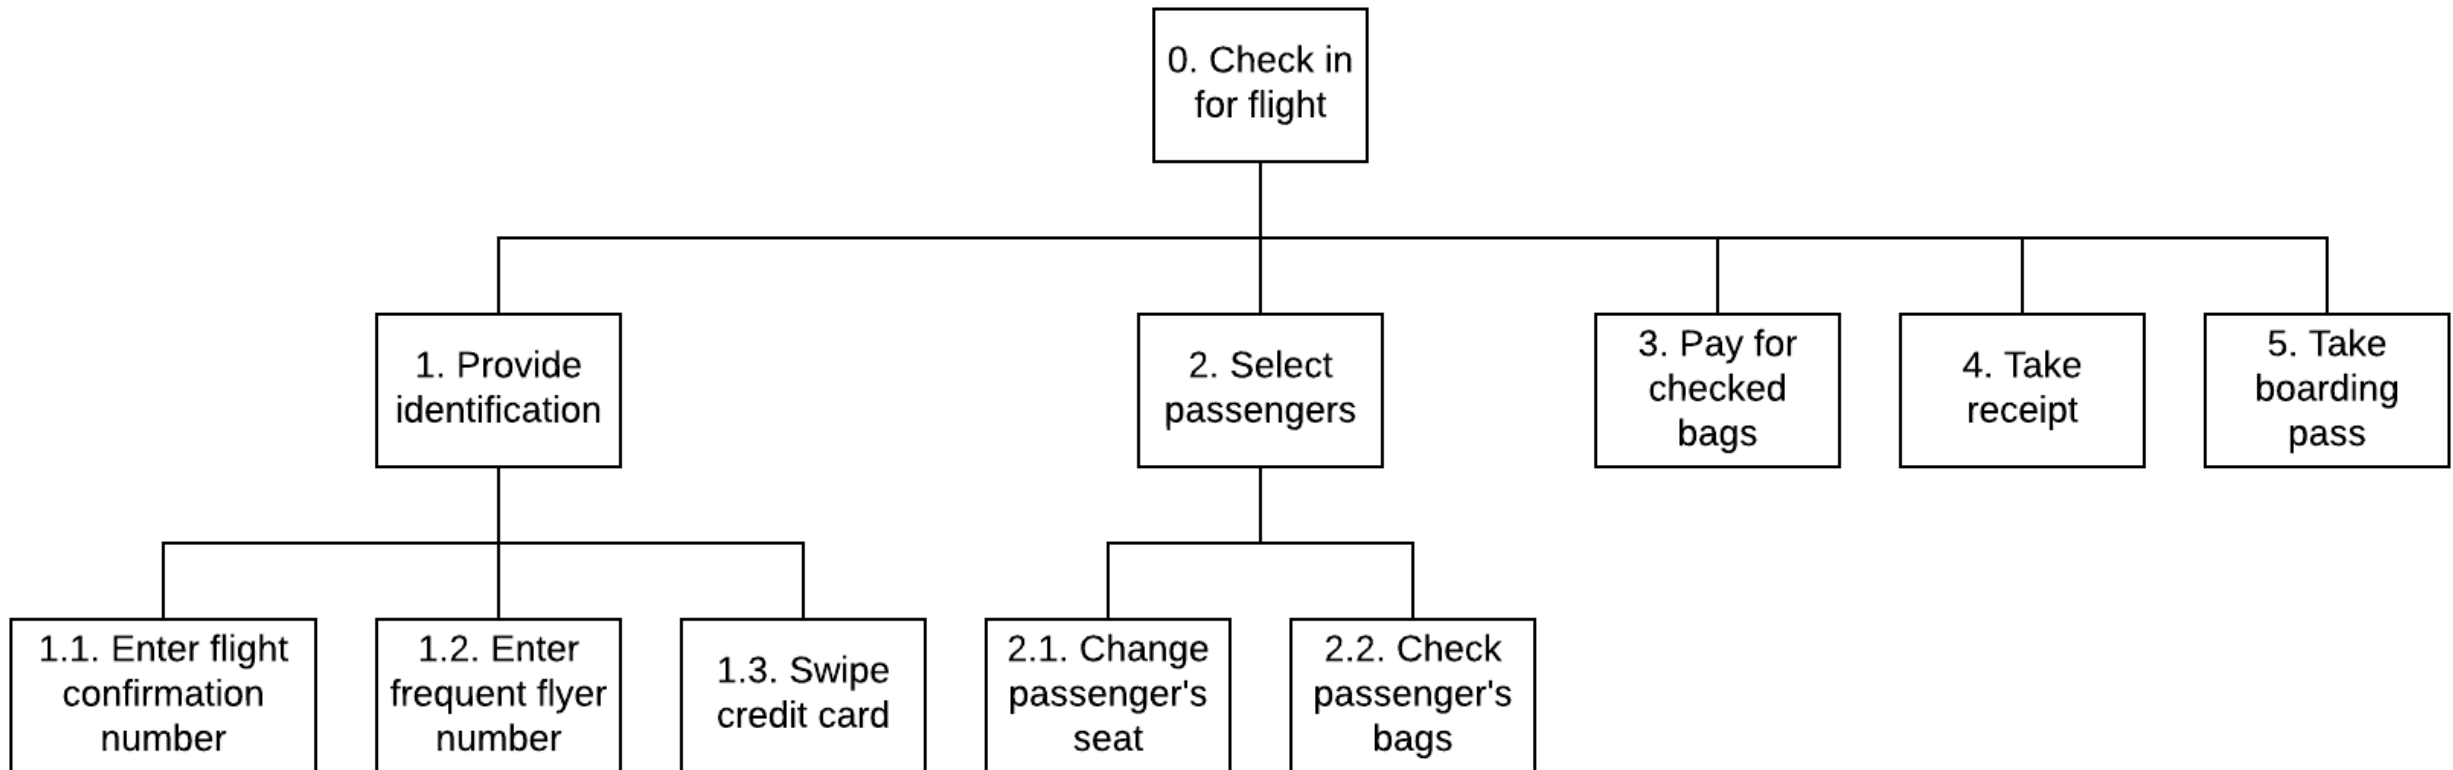 0. Check in
for flight
1. Provide
identification
2. Select
passengers
3. Pay for
checked
bags
4. Take
receipt
5. Take
boarding
pass
1.1. Enter flight
confirmation
number
1.2. Enter
frequent flyer
number
1.3. Swipe
credit card
2.1. Change
passenger's
seat
2.2. Check
passenger's
bags